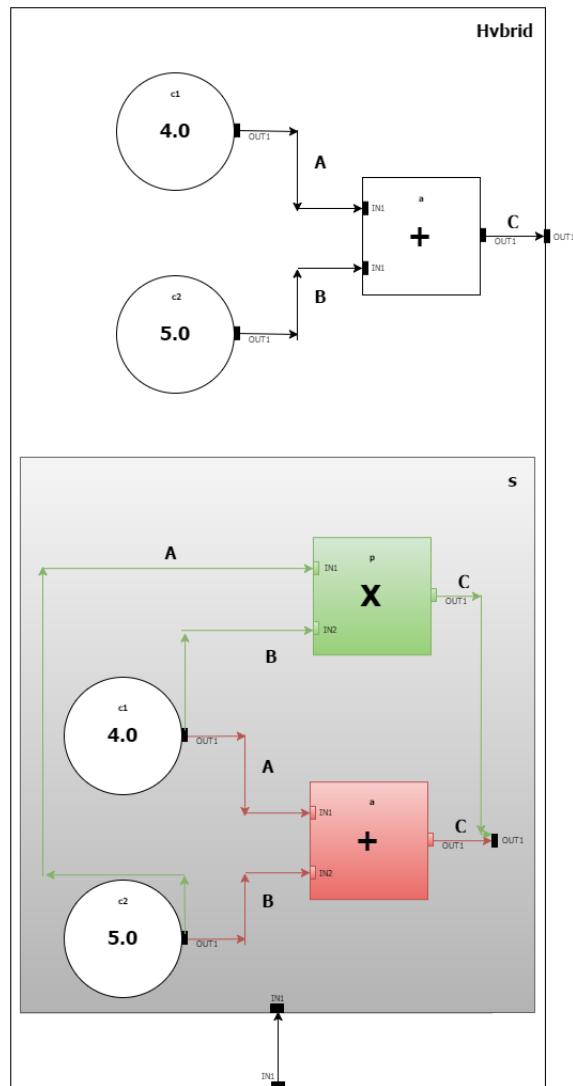 Hybrid
c1
4.0
OUT1
A
a
IN1
+
C
OUT1
OUT1
IN1
B
c2
5.0
OUT1
s
A
p
IN1
X
C
OUT1
IN2
B
c1
4.0
OUT1
A
a
IN1
+
C
OUT1
OUT1
IN2
B
c2
5.0
OUT1
IN1
IN1